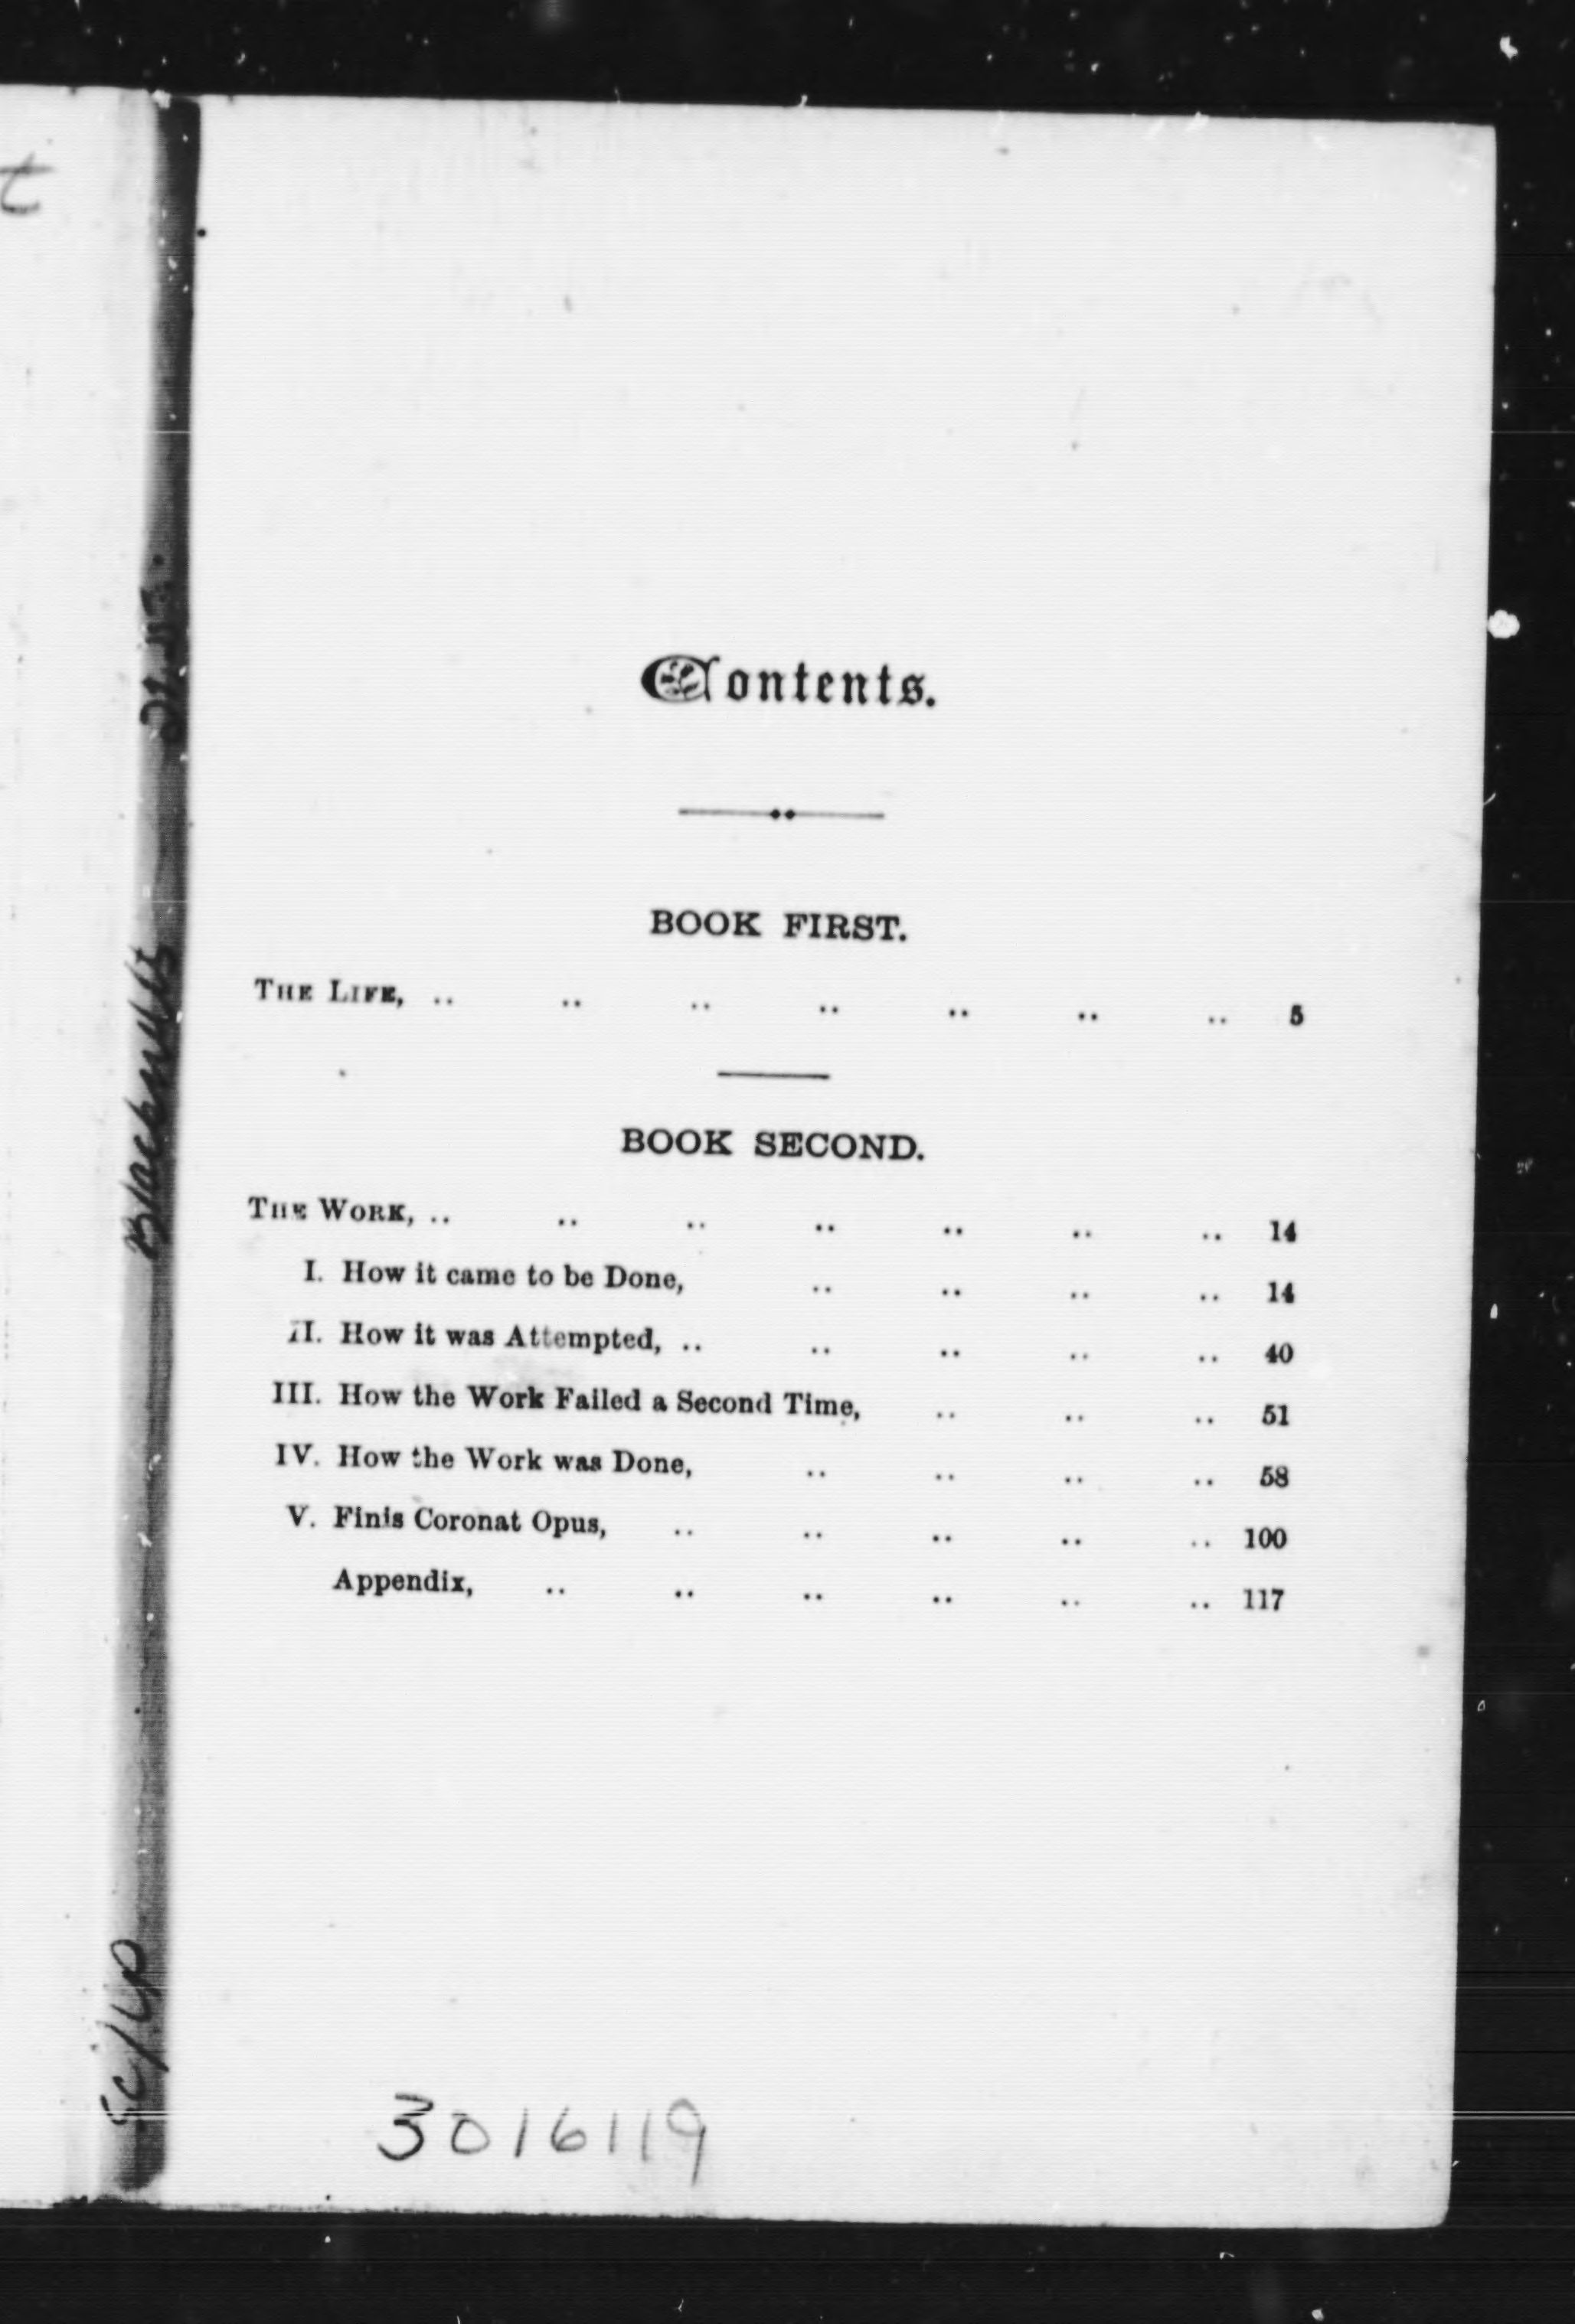 Contents.
BOOK FIRST.
THE LIFE, .. .. .. .. .. .. .. 5
BOOK SECOND.
THE WORK, .. .. .. .. .. .. .. 14
I. How it came to be Done, .. .. .. .. 14
II. How it was Attempted, .. .. .. .. .. 40
III. How the Work Failed a Second Time, .. .. .. 51
IV. How the Work was Done, .. .. .. .. 58
V. Finis Coronat Opus, .. .. .. .. .. 100
Appendix, .. .. .. .. .. .. 117
3016119